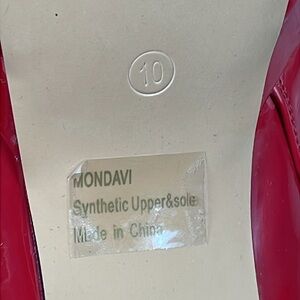 10
MONDAVI
Synthetic Upper&sole
Made in China